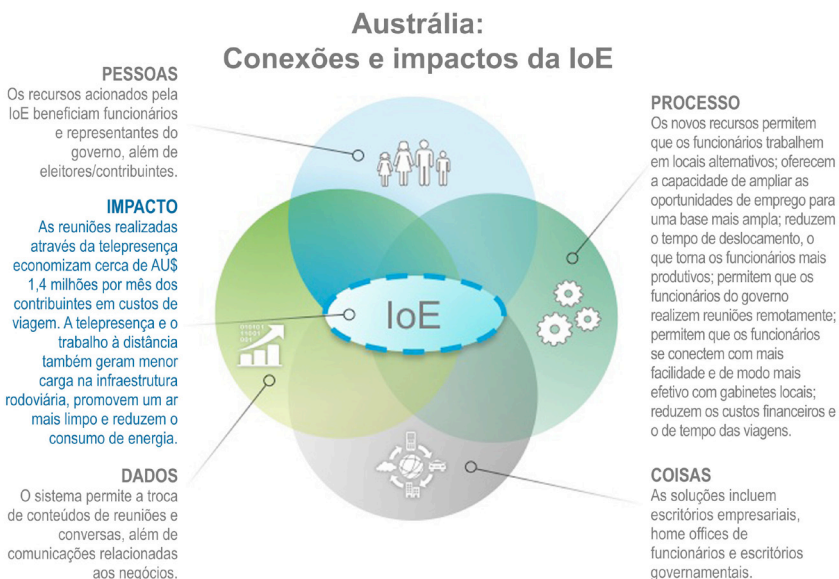 Austrália:
Conexões e impactos da IoE
PESSOAS
Os recursos acionados pela
IoE beneficiam funcionários
e representantes do
governo, além de
eleitores/contribuintes.
IMPACTO
As reuniões realizadas
através da telepresença
economizam cerca de AU$
1,4 milhões por mês dos
contribuintes em custos de
viagem. A telepresença e o
trabalho à distância
também geram menor
carga na infraestrutura
rodoviária, promovem um ar
mais limpo e reduzem o
consumo de energia.
DADOS
O sistema permite a troca
de conteúdos de reuniões e
conversas, além de
comunicações relacionadas
aos negócios.
010101
11001
001
IoE
PROCESSO
Os novos recursos permitem
que os funcionários trabalhem
em locais alternativos; oferecem
a capacidade de ampliar as
oportunidades de emprego para
uma base mais ampla; reduzem
o tempo de deslocamento, o
que torna os funcionários mais
produtivos; permitem que os
funcionários do governo
realizem reuniões remotamente;
permitem que os funcionários
se conectem com mais
facilidade e de modo mais
efetivo com gabinetes locais;
reduzem os custos financeiros e
o de tempo das viagens.
COISAS
As soluções incluem
escritórios empresariais,
home offices de
funcionários e escritórios
governamentais.